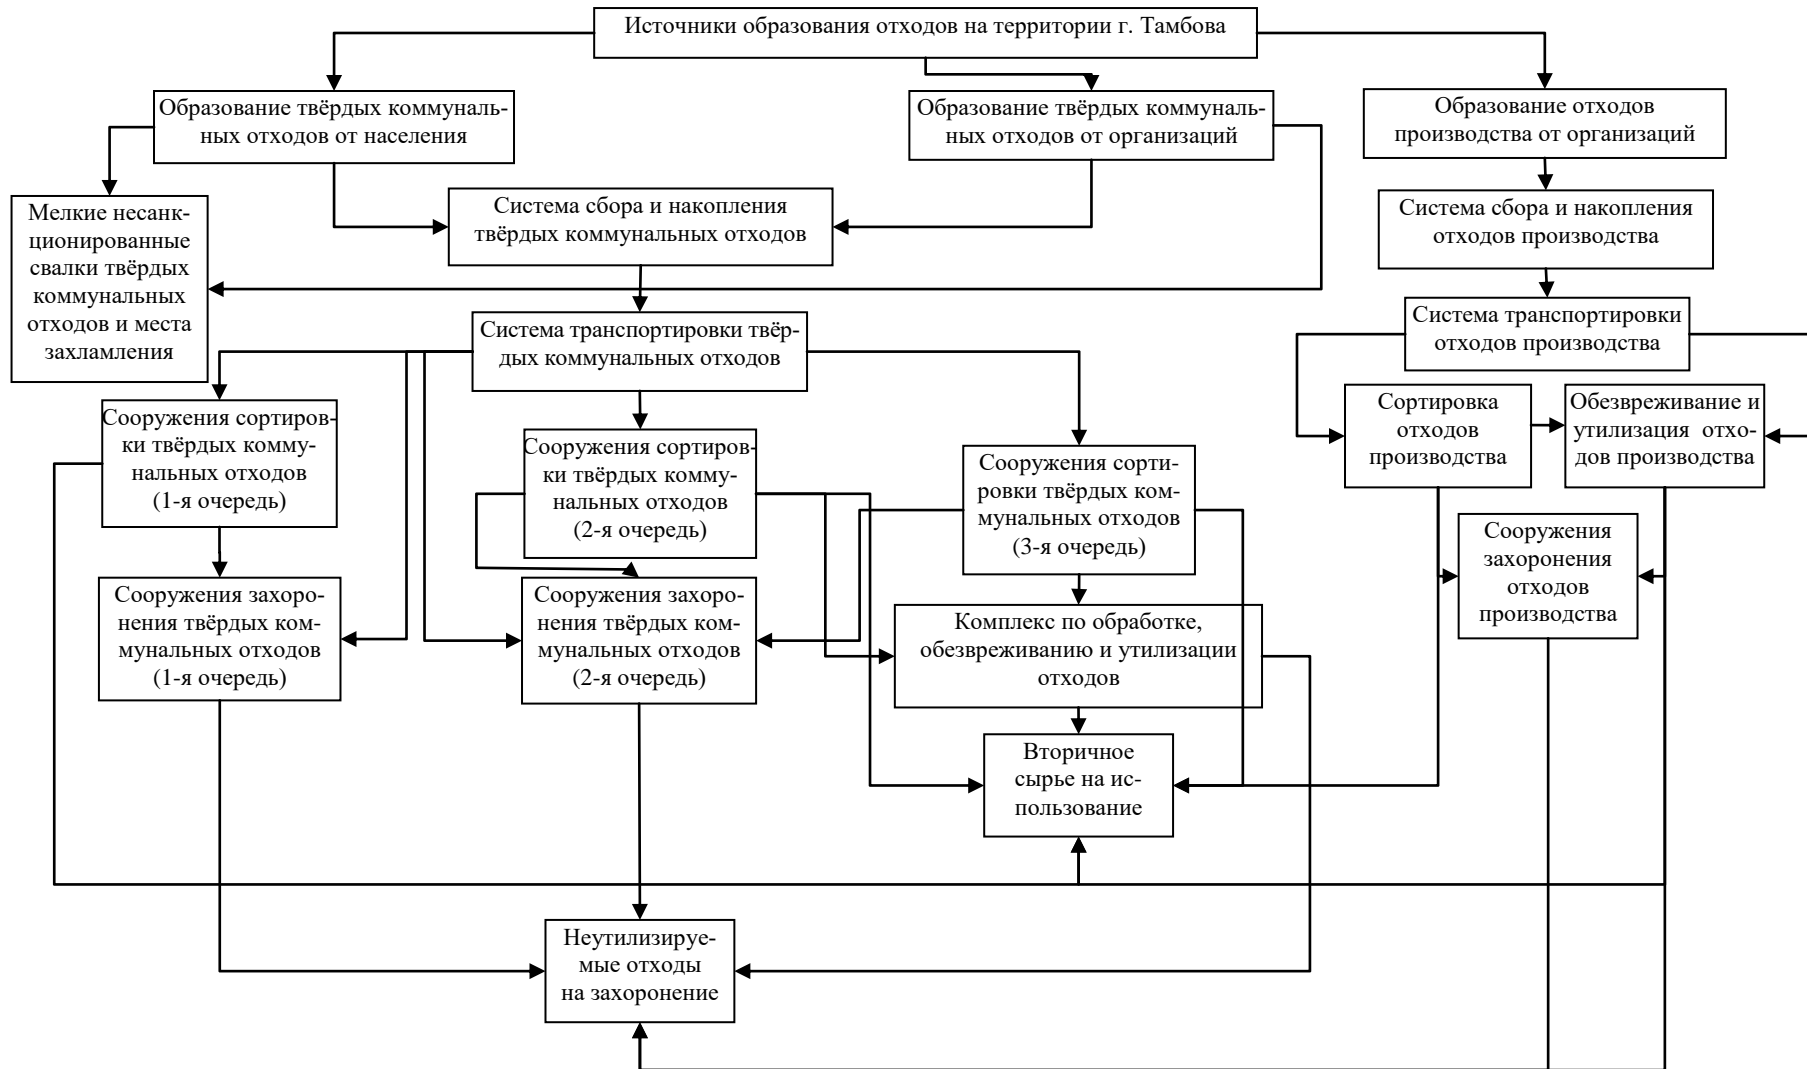 Источники образования отходов на территории г. Тамбова
Образование твёрдых коммуналь-
ных отходов от населения
Образование твёрдых коммуналь-
ных отходов от организаций
Образование отходов
производства от организаций
Мелкие несанк-
ционированные
свалки твёрдых
коммунальных
отходов и места
захламления
Система сбора и накопления
твёрдых коммунальных отходов
Система сбора и накопления
отходов производства
Система транспортировки твёр-
дых коммунальных отходов
Система транспортировки
отходов производства
Сооружения сортиров-
ки твёрдых комму-
нальных отходов
(1-я очередь)
Сооружения сортиров-
ки твёрдых комму-
нальных отходов
(2-я очередь)
Сооружения сорти-
ровки твёрдых ком-
мунальных отходов
(3-я очередь)
Сортировка
отходов
производства
Обезвреживание и
утилизация отхо-
дов производства
Сооружения
захоронения
отходов
производства
Сооружения захоро-
нения твёрдых ком-
мунальных отходов
(1-я очередь)
Сооружения захоро-
нения твёрдых ком-
мунальных отходов
(2-я очередь)
Комплекс по обработке,
обезвреживанию и утилизации
отходов
Вторичное
сырье на ис-
пользование
Неутилизируе-
мые отходы
на захоронение